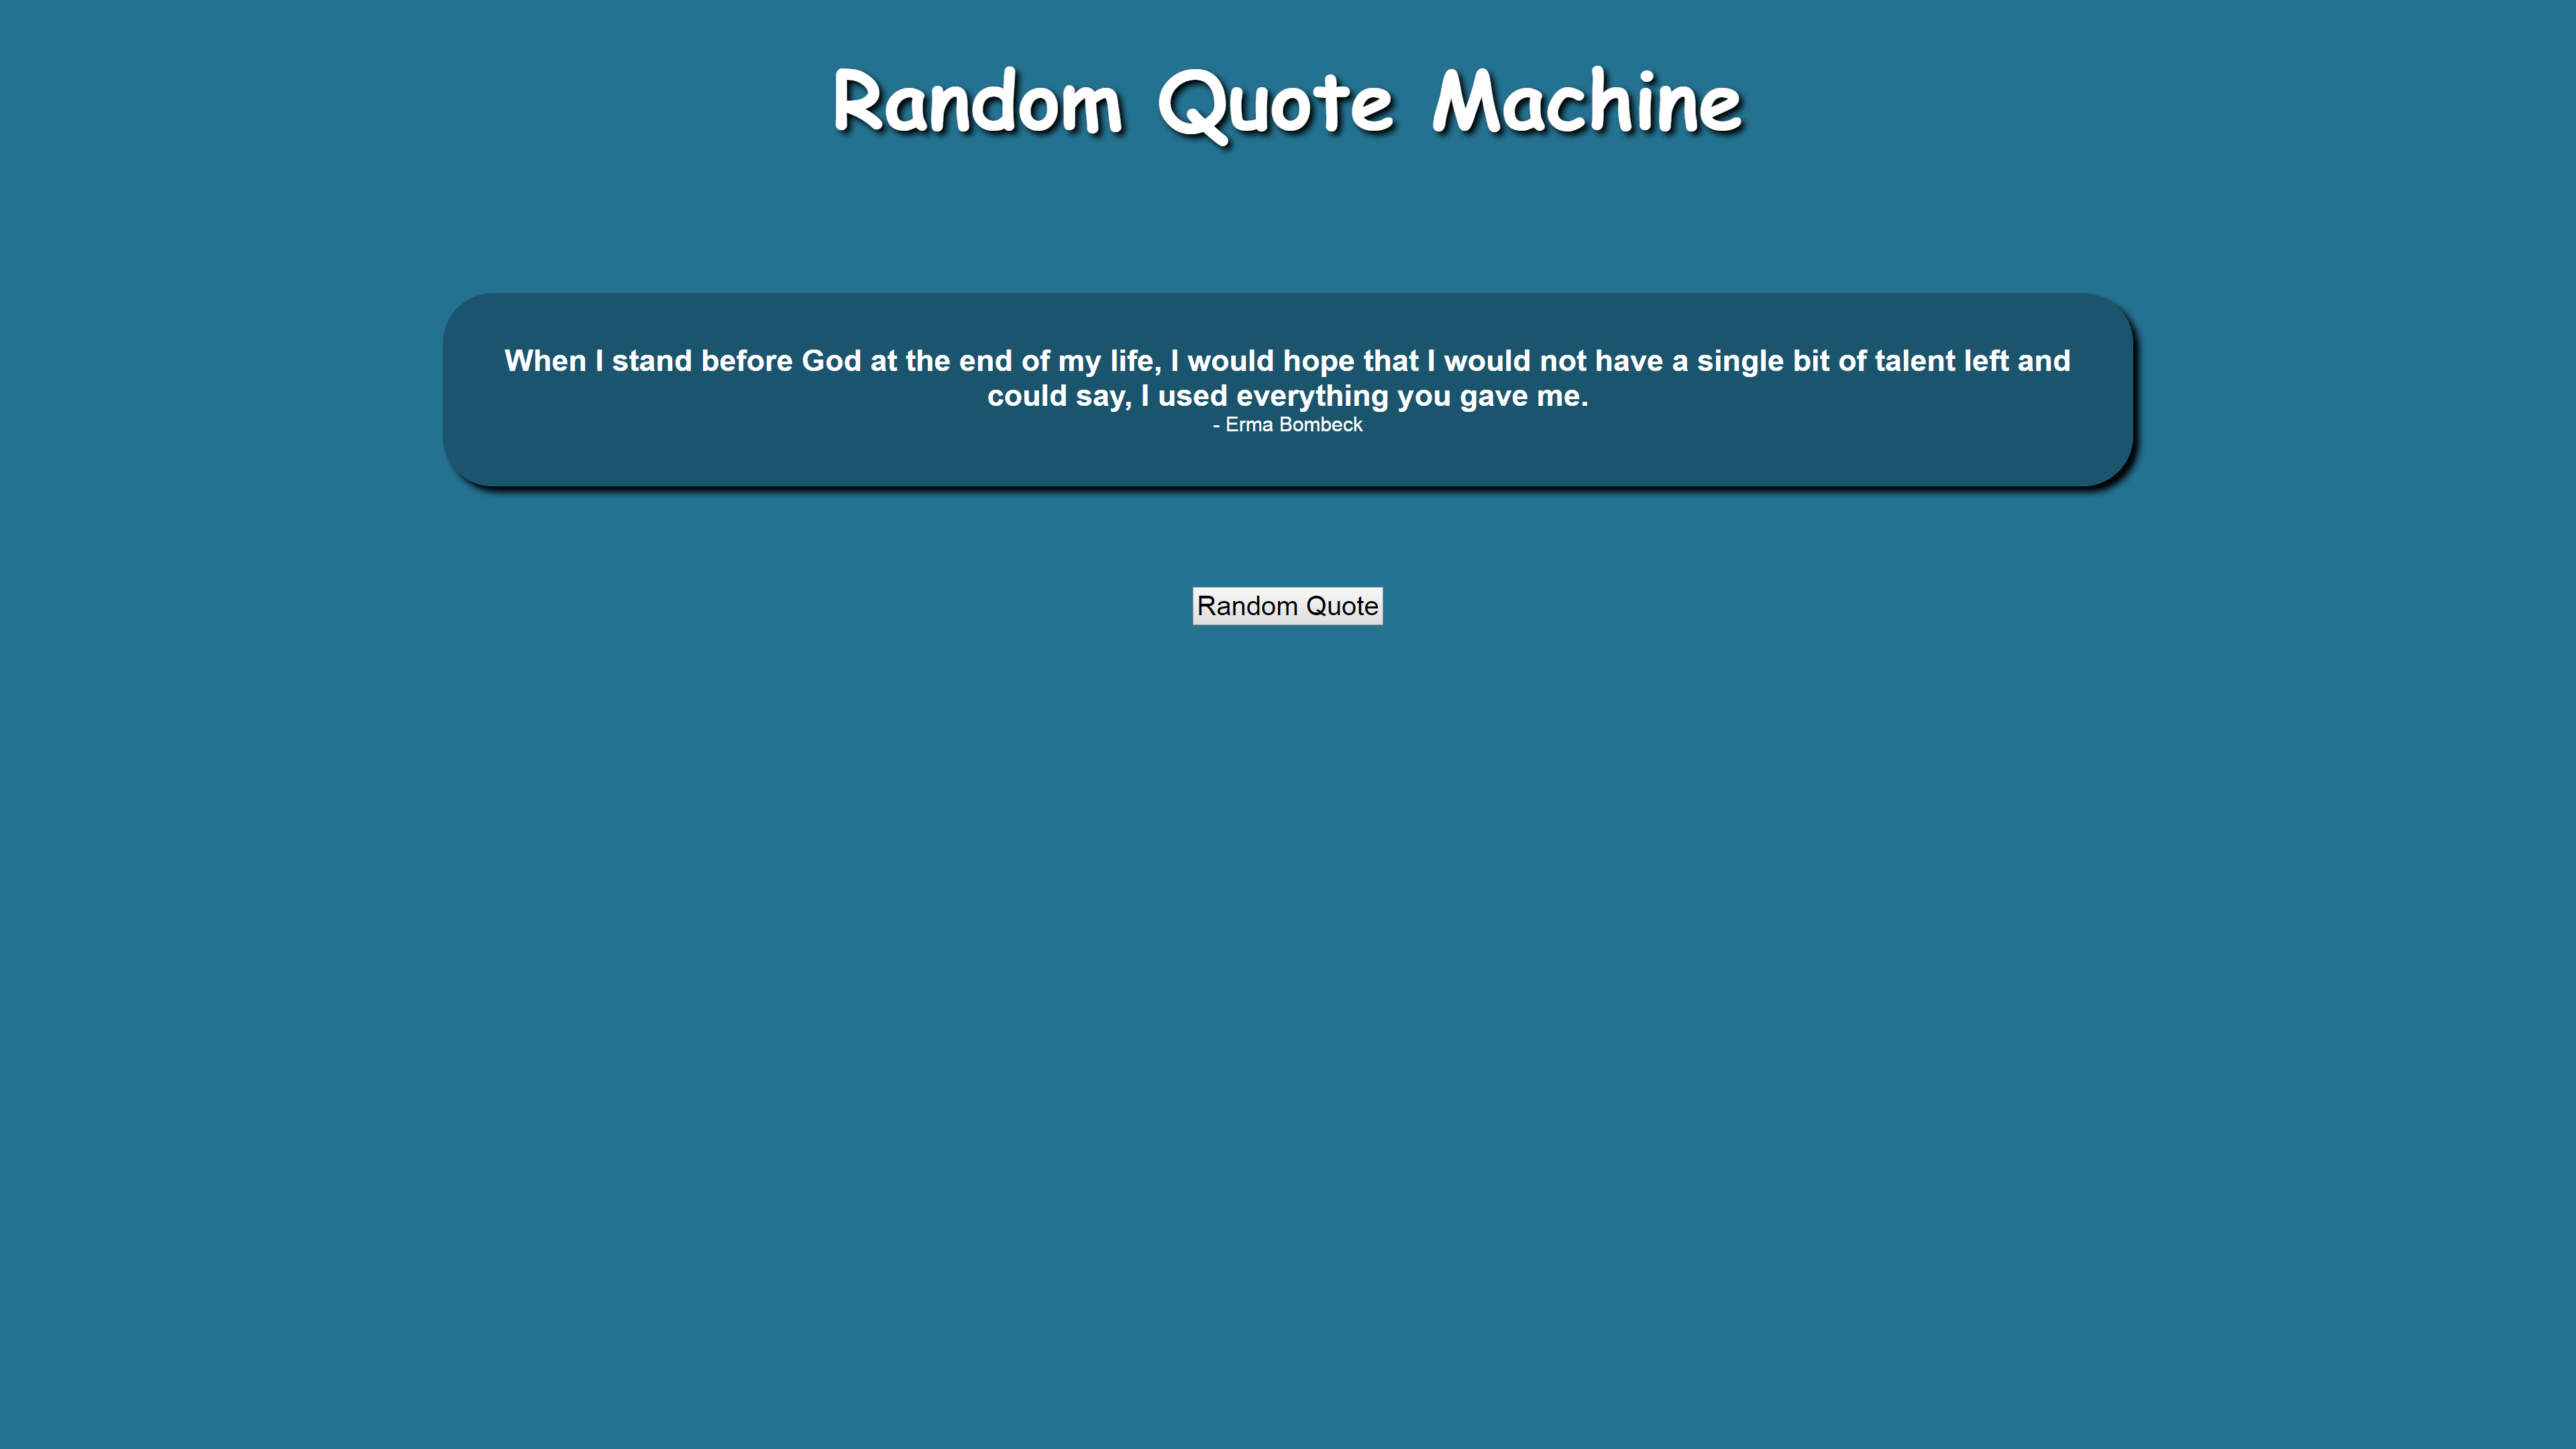 Random Quote Machine
When I stand before God at the end of my life, I would hope that I would not have a single bit of talent left and
could say, I used everything you gave me.
- Erma Bombeck
Random Quote